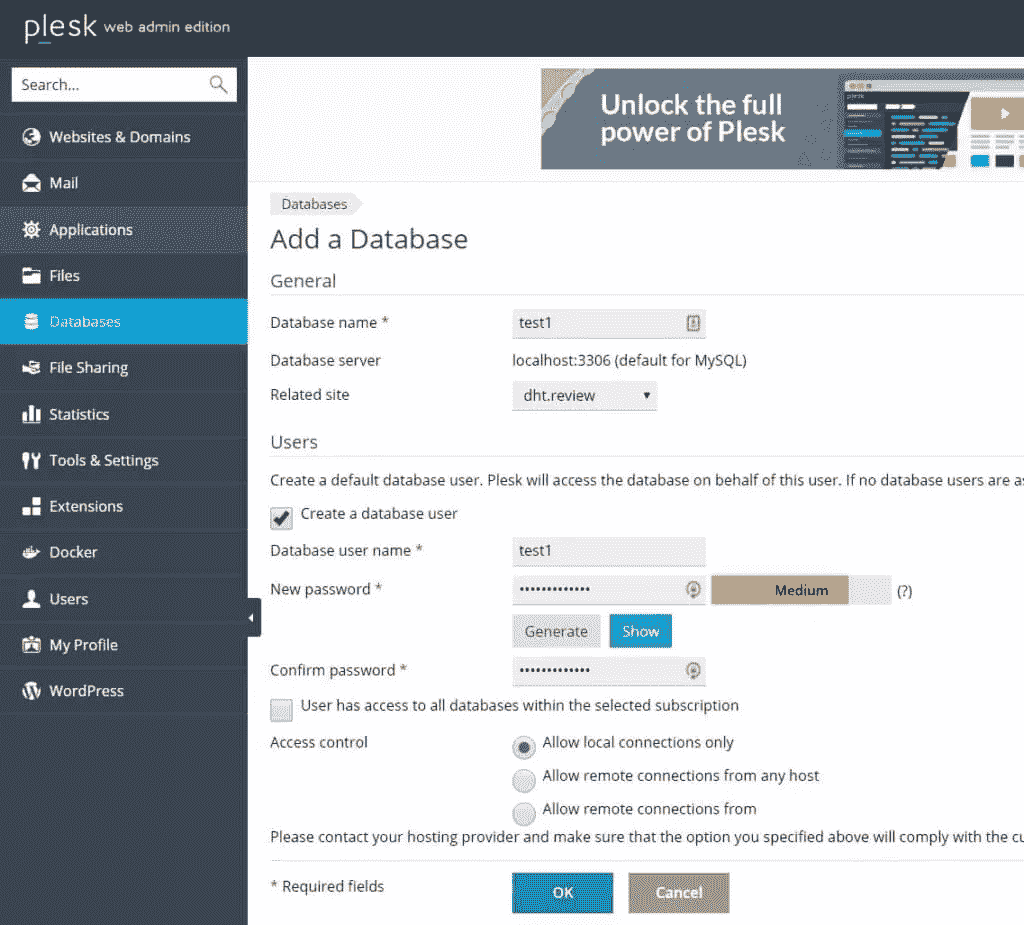 plesk web admin edition
Search...
Websites & Domains
Mail
Applications
Files
Databases
File Sharing
Statistics
Tools & Settings
Extensions
Docker
Users
My Profile
WordPress
Unlock the full
power of Plesk
plesk
Databases
Add a Database
General
Database name * test1
Database server localhost:3306 (default for MySQL)
Related site dht.review
Users
Create a default database user. Plesk will access the database on behalf of this user. If no database users are
Create a database user
Database user name * test1
New password * ••••••••••••• Medium (?)
Generate Show
Confirm password * •••••••••••••
User has access to all databases within the selected subscription
Access control Allow local connections only
Allow remote connections from any host
Allow remote connections from
Please contact your hosting provider and make sure that the option you specified above will comply with the
* Required fields OK Cancel